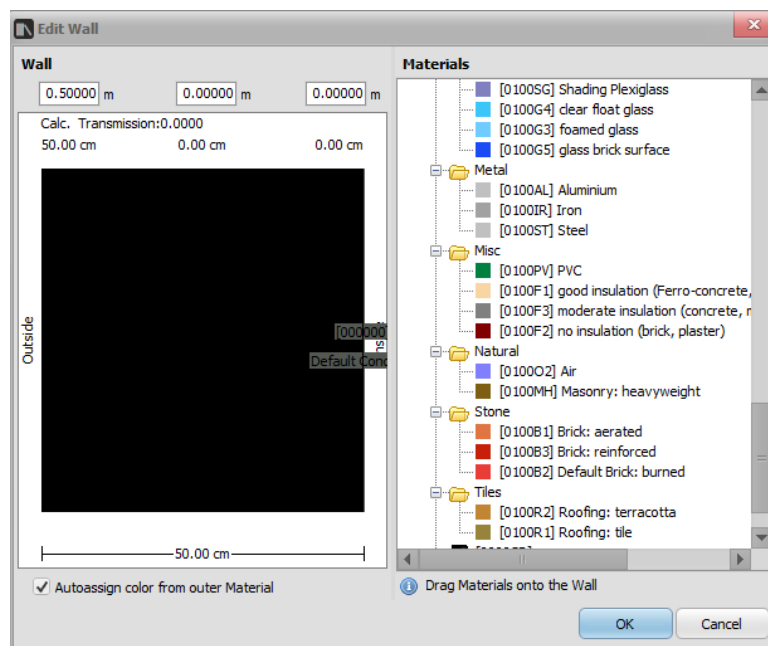 Edit Wall
Wall
0.50000 m 0.00000 m 0.00000 m
Calc. Transmission:0.0000
50.00 cm 0.00 cm 0.00 cm
Outside
[000000]
Default Conc
50.00 cm
Autoassign color from outer Material
Materials
[0100SG] Shading Plexiglass
[0100G4] clear float glass
[0100G3] foamed glass
[0100G5] glass brick surface
Metal
[0100AL] Aluminium
[0100IR] Iron
[0100ST] Steel
Misc
[0100PV] PVC
[0100F1] good insulation (Ferro-concrete,
[0100F3] moderate insulation (concrete, r
[0100F2] no insulation (brick, plaster)
Natural
[0100O2] Air
[0100MH] Masonry: heavyweight
Stone
[0100B1] Brick: aerated
[0100B3] Brick: reinforced
[0100B2] Default Brick: burned
Tiles
[0100R2] Roofing: terracotta
[0100R1] Roofing: tile
Drag Materials onto the Wall
OK Cancel